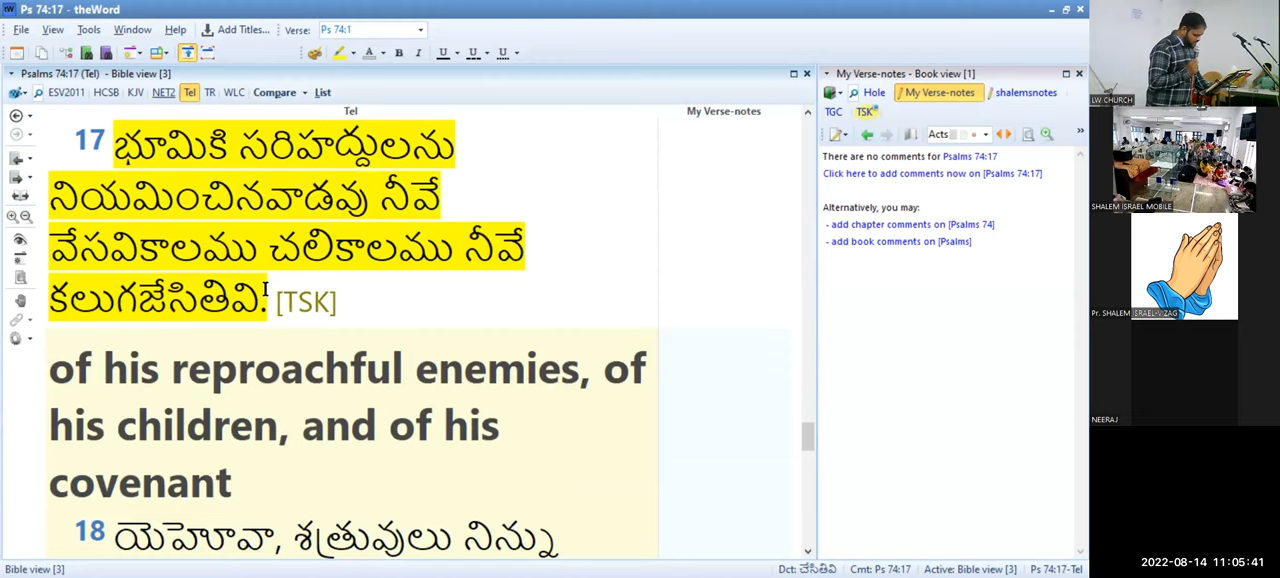 Ps 74:17 - theWord
File View Tools Window Help Add Titles... Verse: Ps 74:1
A B I U U U
Psalms 74:17 (Tel) - Bible view [3]
ESV2011 HCSB KJV NET2 Tel TR WLC Compare List
Tel My Verse-notes
17 భూమికి సరిహద్దులను
నియమించినవాడవు నీవే
వేసవికాలము చలికాలము నీవే
కలుగజేసితివి. [TSK]
of his reproachful enemies, of
his children, and of his
covenant
18 యెహోవా, శత్రువులు నిన్ను
My Verse-notes - Book view [1]
Hole My Verse-notes shalemsnotes
TGC TSK
Acts
There are no comments for Psalms 74:17
Click here to add comments now on [Psalms 74:17]
Alternatively, you may:
- add chapter comments on [Psalms 74]
- add book comments on [Psalms]
Bible view [3] Dct: చేసితివి Cmt: Ps 74:17 Active: Bible view [3] Ps 74:17-Tel
LW CHURCH
SHALEM ISRAEL MOBILE
Pr. SHALEM ISRAEL-VIZAG
NEERAJ
2022-08-14 11:05:41